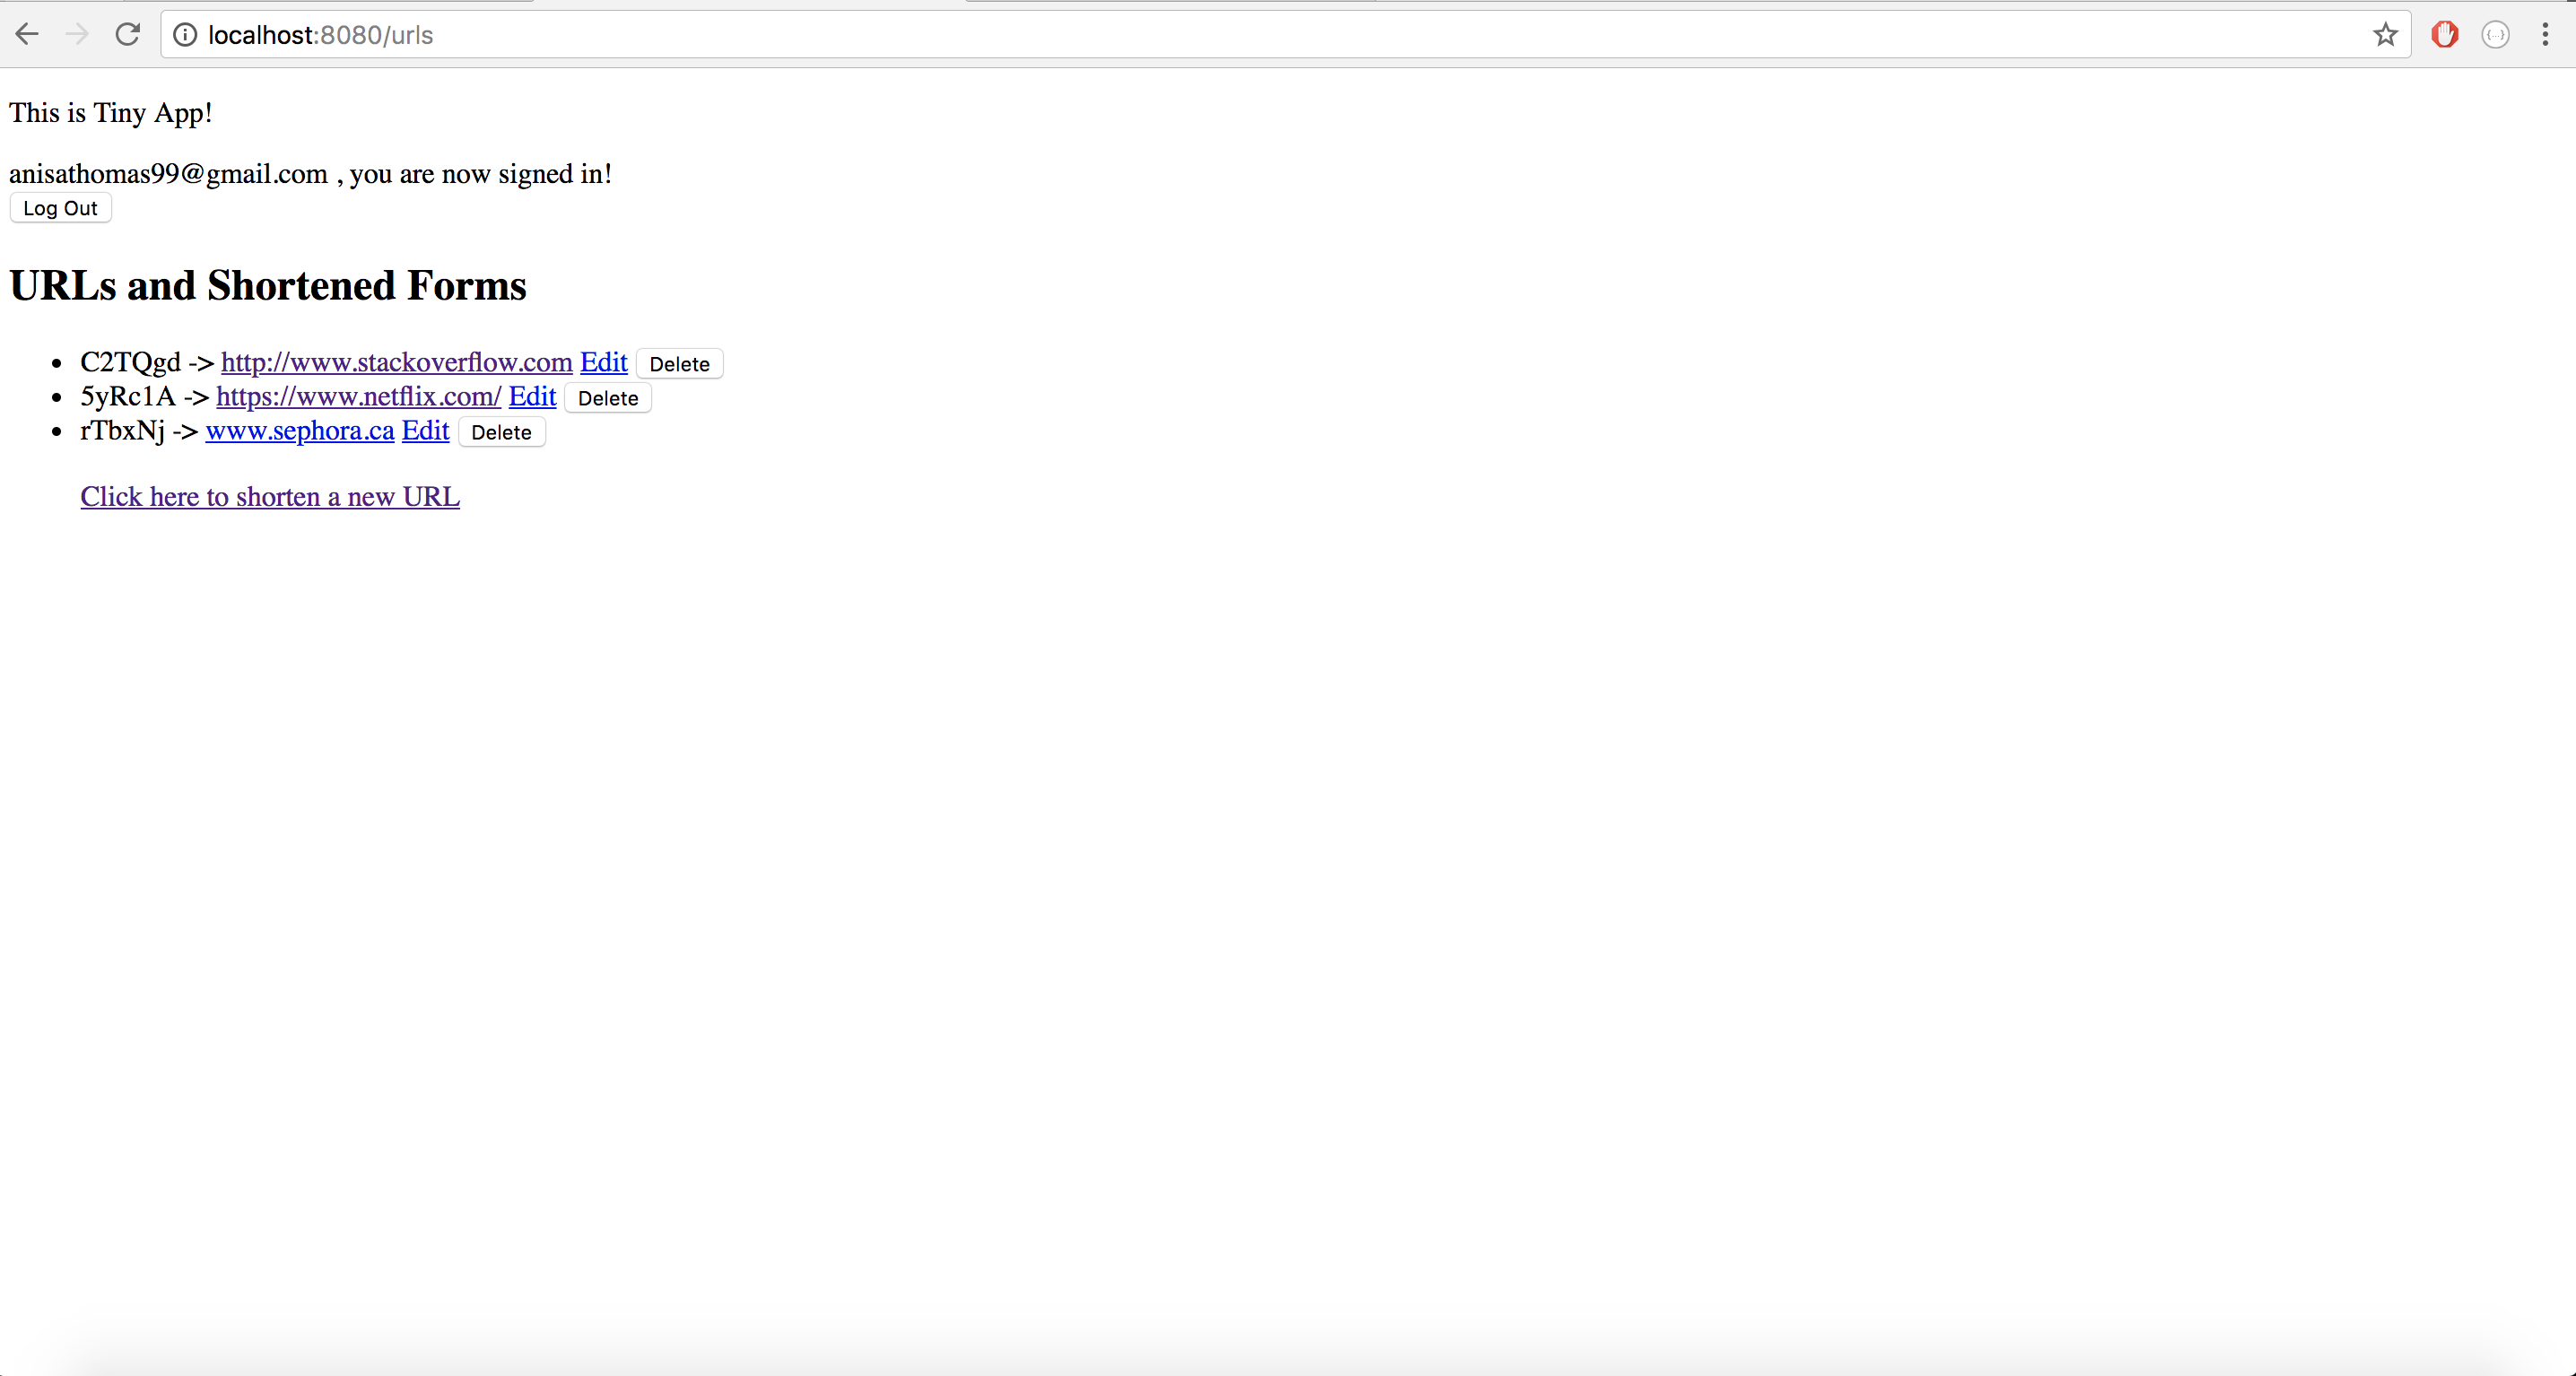 localhost:8080/urls
This is Tiny App!
anisathomas99@gmail.com , you are now signed in!
Log Out
URLs and Shortened Forms
C2TQgd -> http://www.stackoverflow.com Edit Delete
5yRc1A -> https://www.netflix.com/ Edit Delete
rTbxNj -> www.sephora.ca Edit Delete
Click here to shorten a new URL